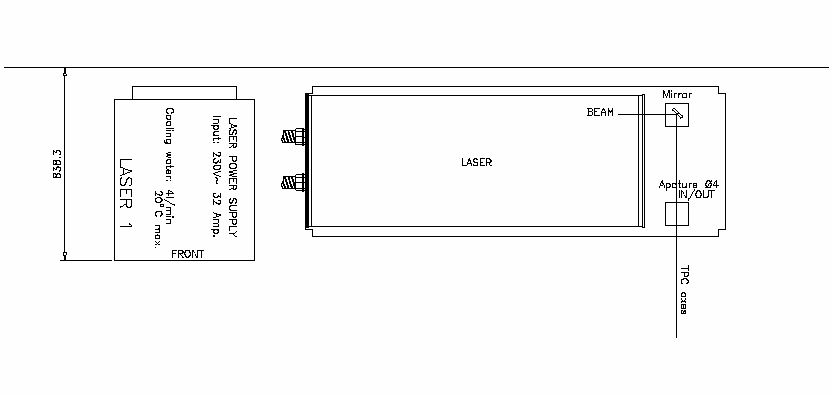 838.3
LASER POWER SUPPLY
Input: 230V~ 32 Amp.
Cooling water: 4l/min
20°C max.
LASER 1
FRONT
LASER
BEAM
Mirror
Apature Ø4
IN/OUT
TPC axes